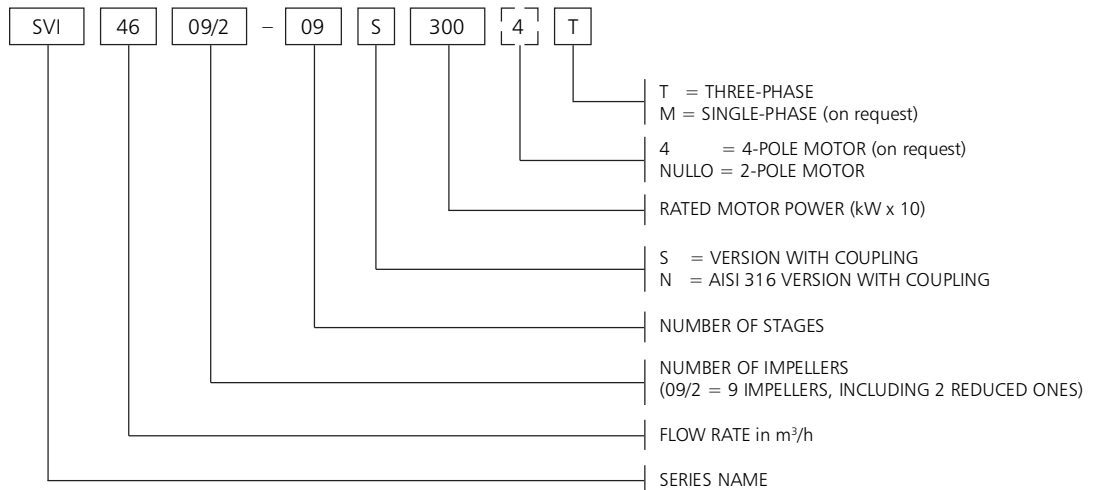 SVI 46 09/2 – 09 S 300 4 T
T = THREE-PHASE
M = SINGLE-PHASE (on request)
4 = 4-POLE MOTOR (on request)
NULLO = 2-POLE MOTOR
RATED MOTOR POWER (kW x 10)
S = VERSION WITH COUPLING
N = AISI 316 VERSION WITH COUPLING
NUMBER OF STAGES
NUMBER OF IMPELLERS
(09/2 = 9 IMPELLERS, INCLUDING 2 REDUCED ONES)
FLOW RATE in m³/h
SERIES NAME